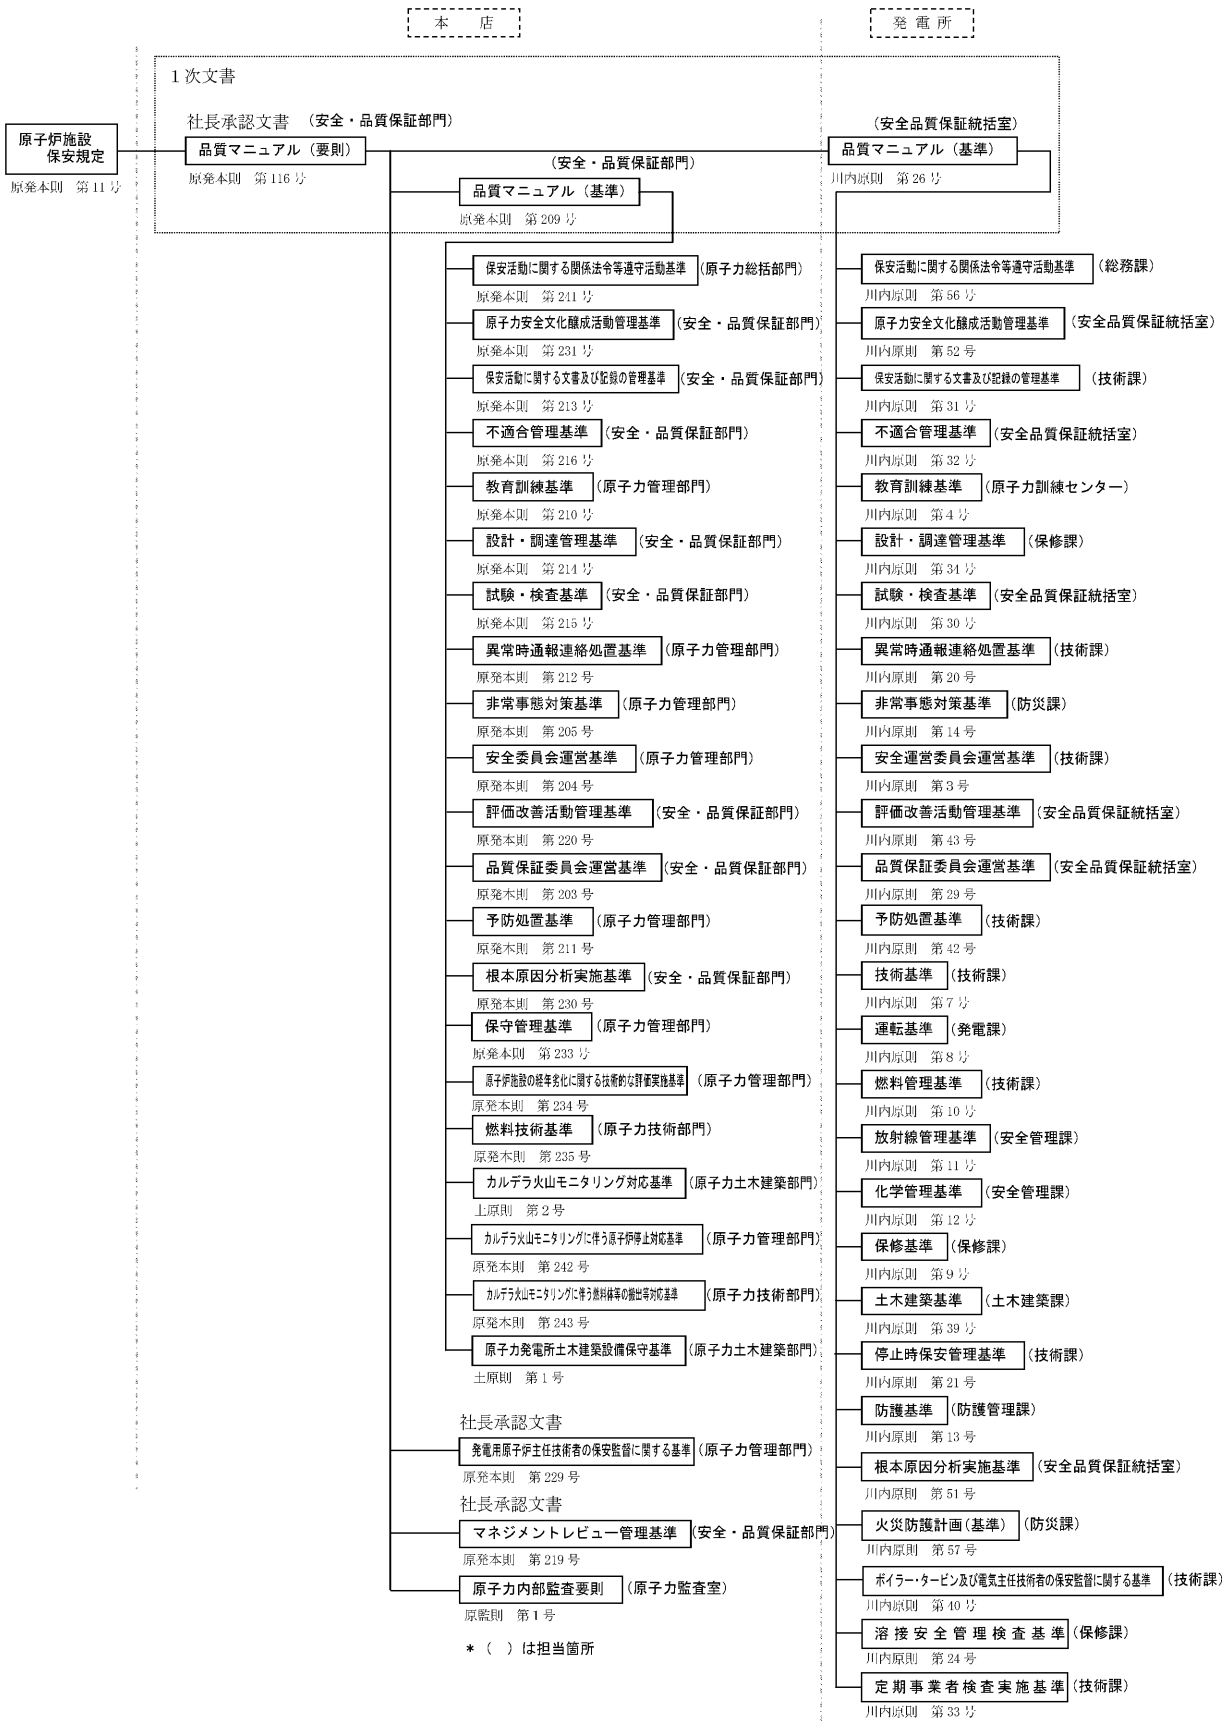 本 店
発電所
1次文書
社長承認文書 (安全・品質保証部門)
(安全品質保証統括室)
原子炉施設
保安規定
原発本則 第11号
品質マニュアル(要則)
原発本則 第116号
品質マニュアル(基準)
川内原則 第26号
(安全・品質保証部門)
品質マニュアル(基準)
原発本則 第209号
保安活動に関する関係法令等遵守活動基準 (原子力総括部門)
原発本則 第241号
原子力安全文化醸成活動管理基準 (安全・品質保証部門)
原発本則 第231号
保安活動に関する文書及び記録の管理基準 (安全・品質保証部門)
原発本則 第213号
不適合管理基準 (安全・品質保証部門)
原発本則 第216号
教育訓練基準 (原子力管理部門)
原発本則 第210号
設計・調達管理基準 (安全・品質保証部門)
原発本則 第214号
試験・検査基準 (安全・品質保証部門)
原発本則 第215号
異常時通報連絡処置基準 (原子力管理部門)
原発本則 第212号
非常事態対策基準 (原子力管理部門)
原発本則 第205号
安全委員会運営基準 (原子力管理部門)
原発本則 第204号
評価改善活動管理基準 (安全・品質保証部門)
原発本則 第220号
品質保証委員会運営基準 (安全・品質保証部門)
原発本則 第203号
予防処置基準 (原子力管理部門)
原発本則 第211号
根本原因分析実施基準 (安全・品質保証部門)
原発本則 第230号
保守管理基準 (原子力管理部門)
原発本則 第233号
原子炉施設の経年劣化に関する技術的な評価実施基準 (原子力管理部門)
原発本則 第234号
燃料技術基準 (原子力技術部門)
原発本則 第235号
カルデラ火山モニタリング対応基準 (原子力土木建築部門)
土原則 第2号
カルデラ火山モニタリングに伴う原子炉停止対応基準 (原子力管理部門)
原発本則 第242号
カルデラ火山モニタリングに伴う燃料体等の搬出等対応基準 (原子力技術部門)
原発本則 第243号
原子力発電所土木建築設備保守基準 (原子力土木建築部門)
土原則 第1号
社長承認文書
発電用原子炉主任技術者の保安監督に関する基準 (原子力管理部門)
原発本則 第229号
社長承認文書
マネジメントレビュー管理基準 (安全・品質保証部門)
原発本則 第219号
原子力内部監査要則 (原子力監査室)
原監則 第1号
*( )は担当箇所
保安活動に関する関係法令等遵守活動基準 (総務課)
川内原則 第56号
原子力安全文化醸成活動管理基準 (安全品質保証統括室)
川内原則 第52号
保安活動に関する文書及び記録の管理基準 (技術課)
川内原則 第31号
不適合管理基準 (安全品質保証統括室)
川内原則 第32号
教育訓練基準 (原子力訓練センター)
川内原則 第4号
設計・調達管理基準 (保修課)
川内原則 第34号
試験・検査基準 (安全品質保証統括室)
川内原則 第30号
異常時通報連絡処置基準 (技術課)
川内原則 第20号
非常事態対策基準 (防災課)
川内原則 第14号
安全運営委員会運営基準 (技術課)
川内原則 第3号
評価改善活動管理基準 (安全品質保証統括室)
川内原則 第43号
品質保証委員会運営基準 (安全品質保証統括室)
川内原則 第29号
予防処置基準 (技術課)
川内原則 第42号
技術基準 (技術課)
川内原則 第7号
運転基準 (発電課)
川内原則 第8号
燃料管理基準 (技術課)
川内原則 第10号
放射線管理基準 (安全管理課)
川内原則 第11号
化学管理基準 (安全管理課)
川内原則 第12号
保修基準 (保修課)
川内原則 第9号
土木建築基準 (土木建築課)
川内原則 第39号
停止時保安管理基準 (技術課)
川内原則 第21号
防護基準 (防護管理課)
川内原則 第13号
根本原因分析実施基準 (安全品質保証統括室)
川内原則 第51号
火災防護計画(基準) (防災課)
川内原則 第57号
ボイラー・タービン及び電気主任技術者の保安監督に関する基準 (技術課)
川内原則 第40号
溶接安全管理検査基準 (保修課)
川内原則 第24号
定期事業者検査実施基準 (技術課)
川内原則 第33号